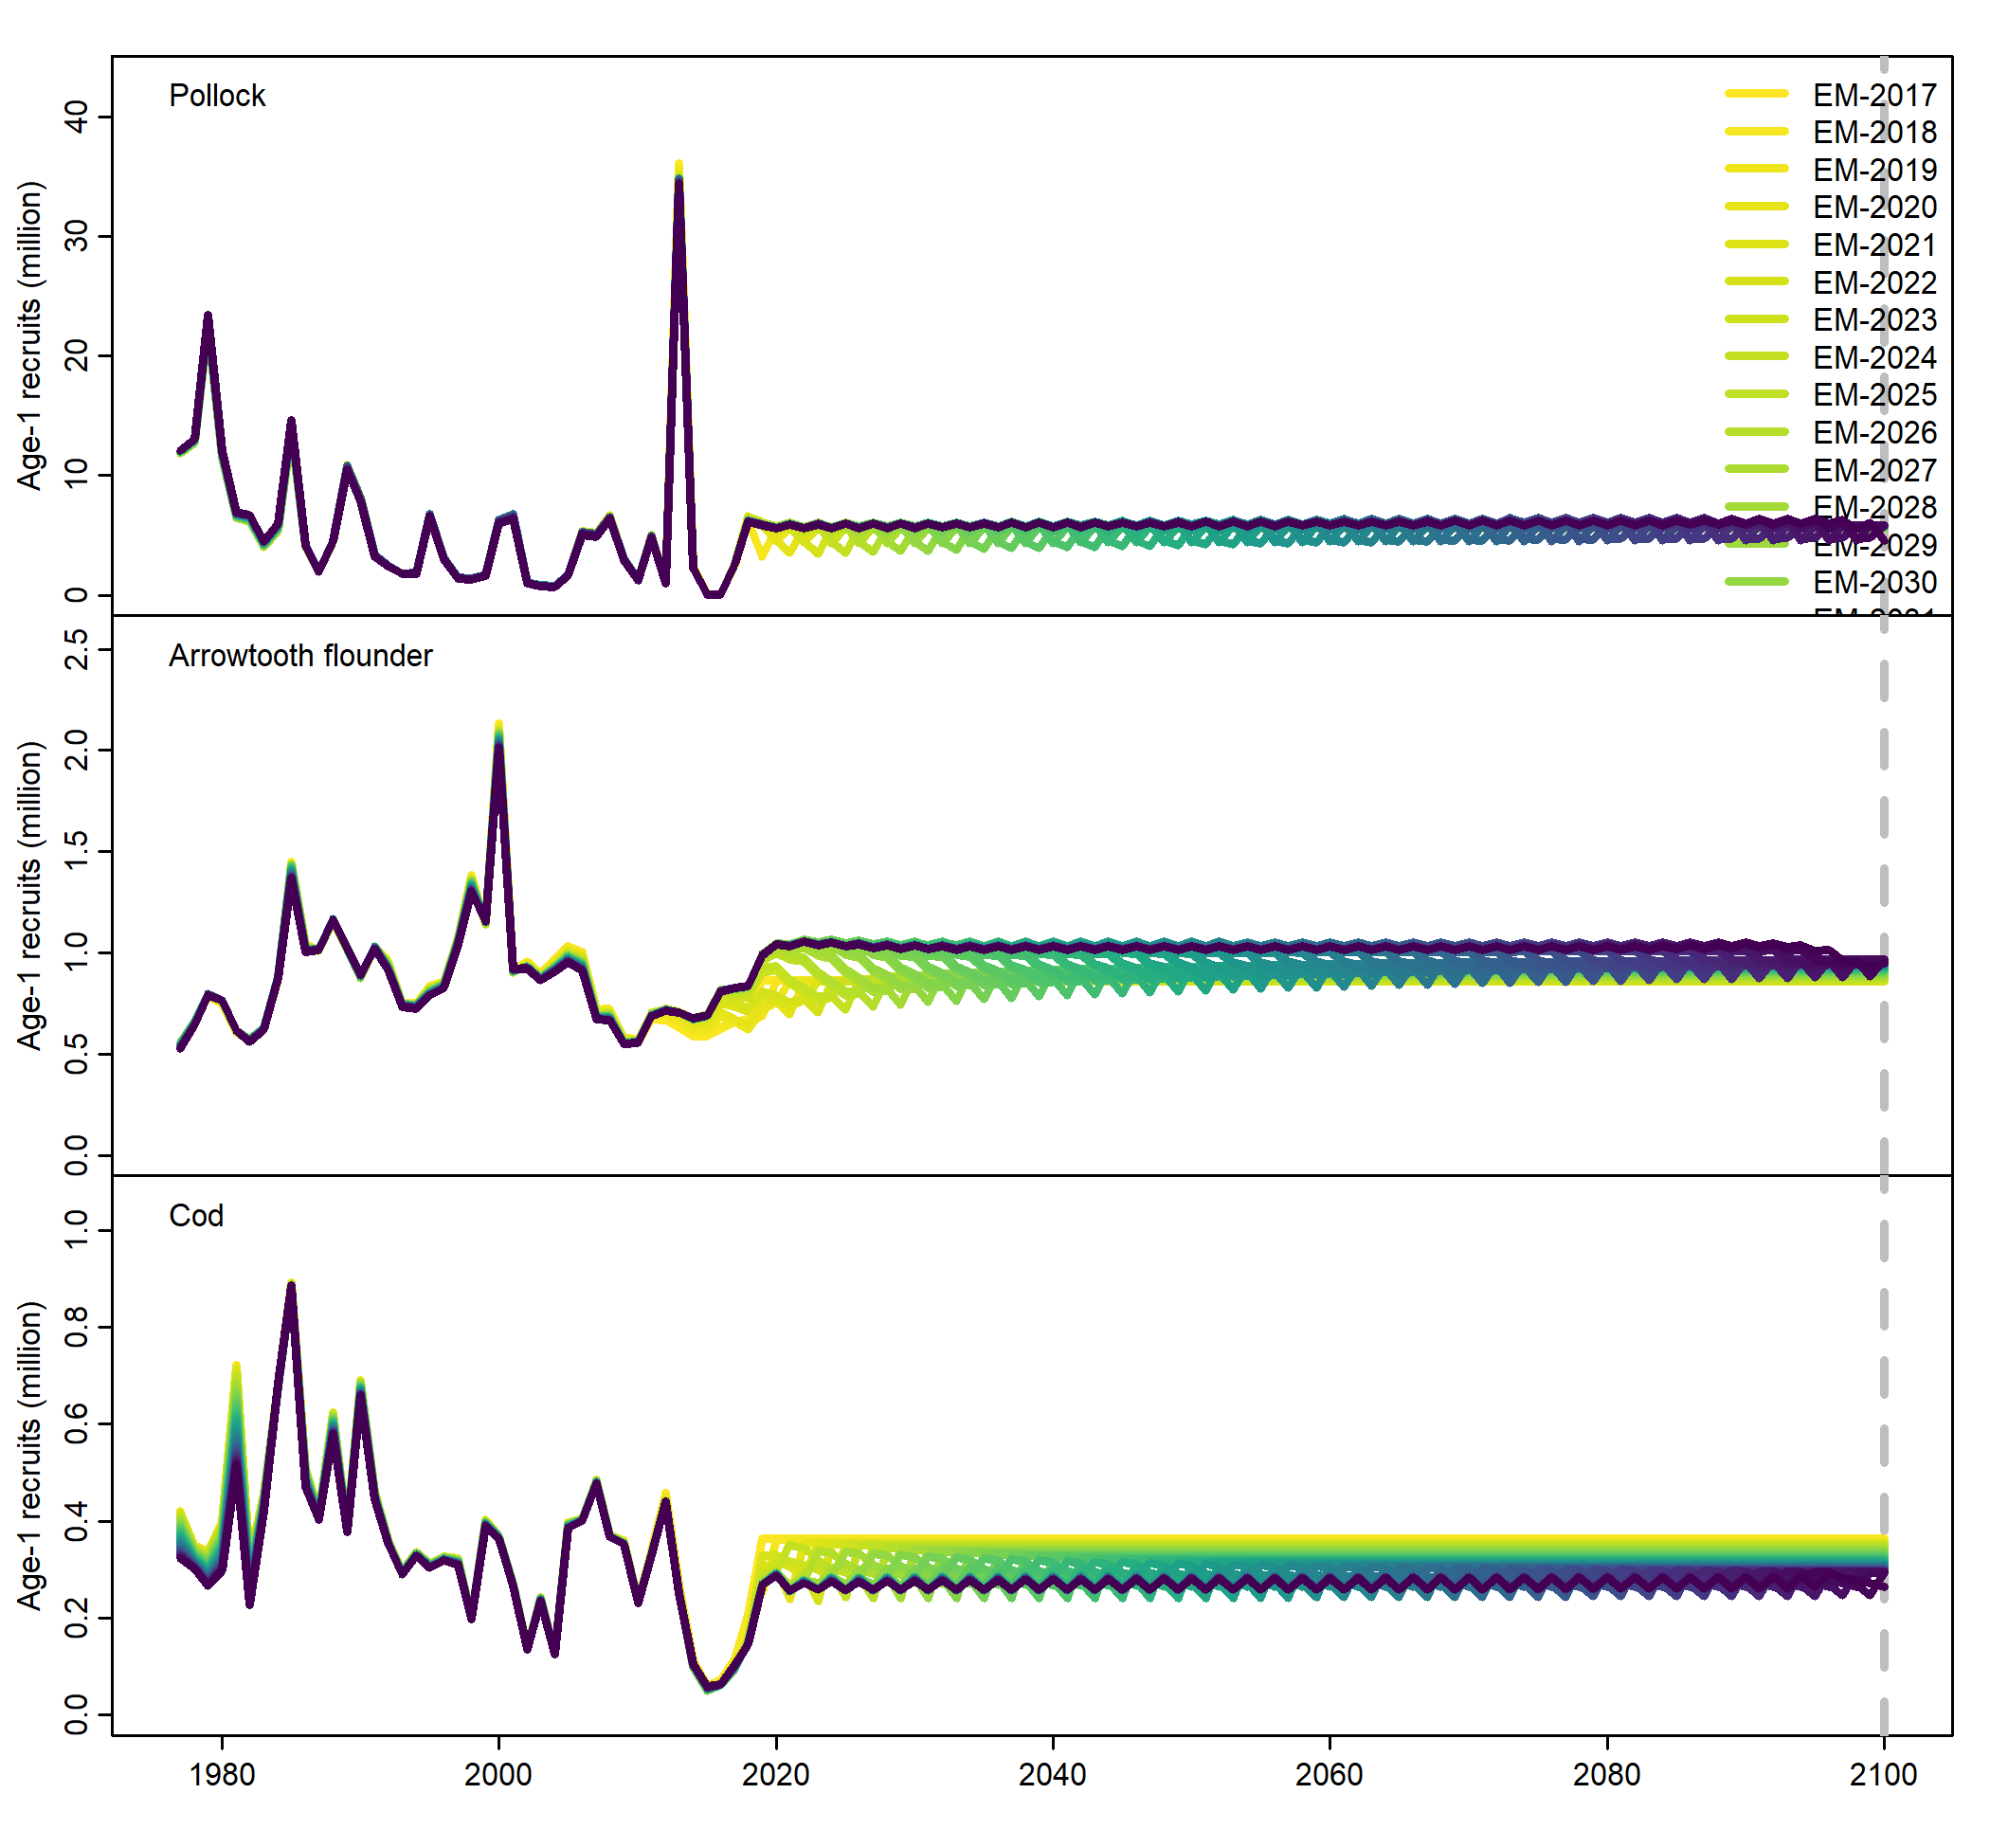 Pollock
EM-2017
EM-2018
EM-2019
EM-2020
EM-2021
EM-2022
EM-2023
EM-2024
EM-2025
EM-2026
EM-2027
EM-2028
EM-2029
EM-2030
Age-1 recruits (million)
40
30
20
10
0
Arrowtooth flounder
Age-1 recruits (million)
2.5
2.0
1.5
1.0
0.5
0.0
Cod
Age-1 recruits (million)
1.0
0.8
0.6
0.4
0.2
0.0
1980 2000 2020 2040 2060 2080 2100